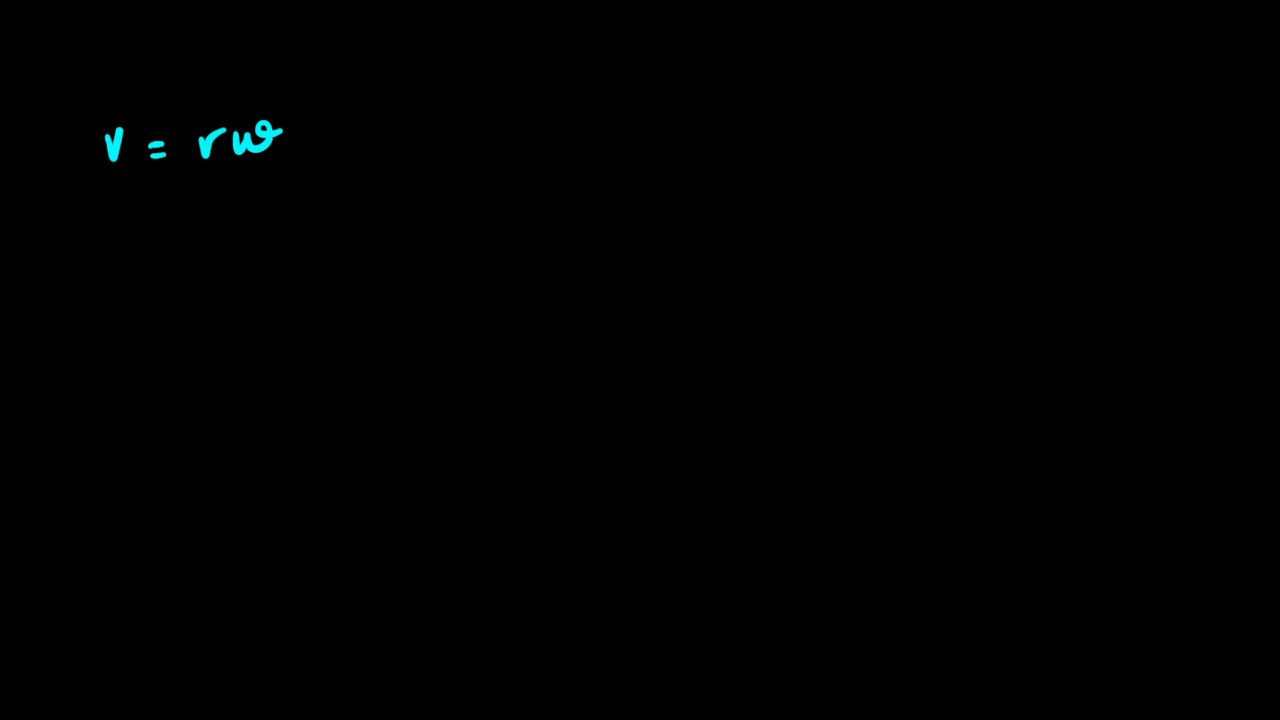 v = rω